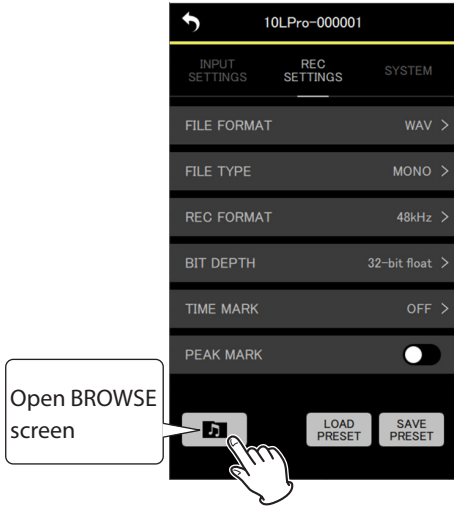 10LPro-000001
INPUT
SETTINGS
REC
SETTINGS
SYSTEM
FILE FORMAT WAV >
FILE TYPE MONO >
REC FORMAT 48kHz >
BIT DEPTH 32-bit float >
TIME MARK OFF >
PEAK MARK
Open BROWSE
screen
LOAD
PRESET
SAVE
PRESET